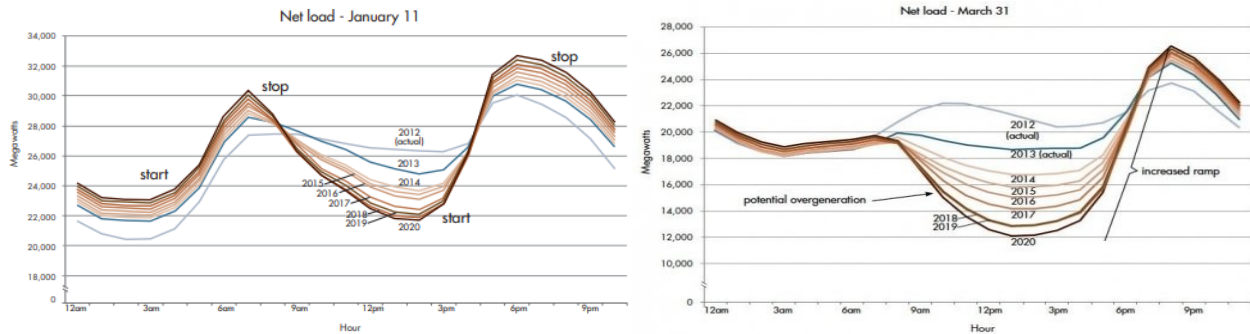 Net load - January 11
34,000
32,000
30,000
28,000
26,000
24,000
22,000
20,000
18,000
0
Megawatts
stop
stop
start
start
2012
(actual)
2013
2014
2015
2016
2017
2018
2019
2020
12am
3am
6am
9am
12pm
3pm
6pm
9pm
Hour
Net load - March 31
28,000
26,000
24,000
22,000
20,000
18,000
16,000
14,000
12,000
10,000
0
Megawatts
2012
(actual)
2013 (actual)
2014
2015
2016
2017
2018
2019
2020
potential overgeneration
increased ramp
12am
3am
6am
9am
12pm
3pm
6pm
9pm
Hour